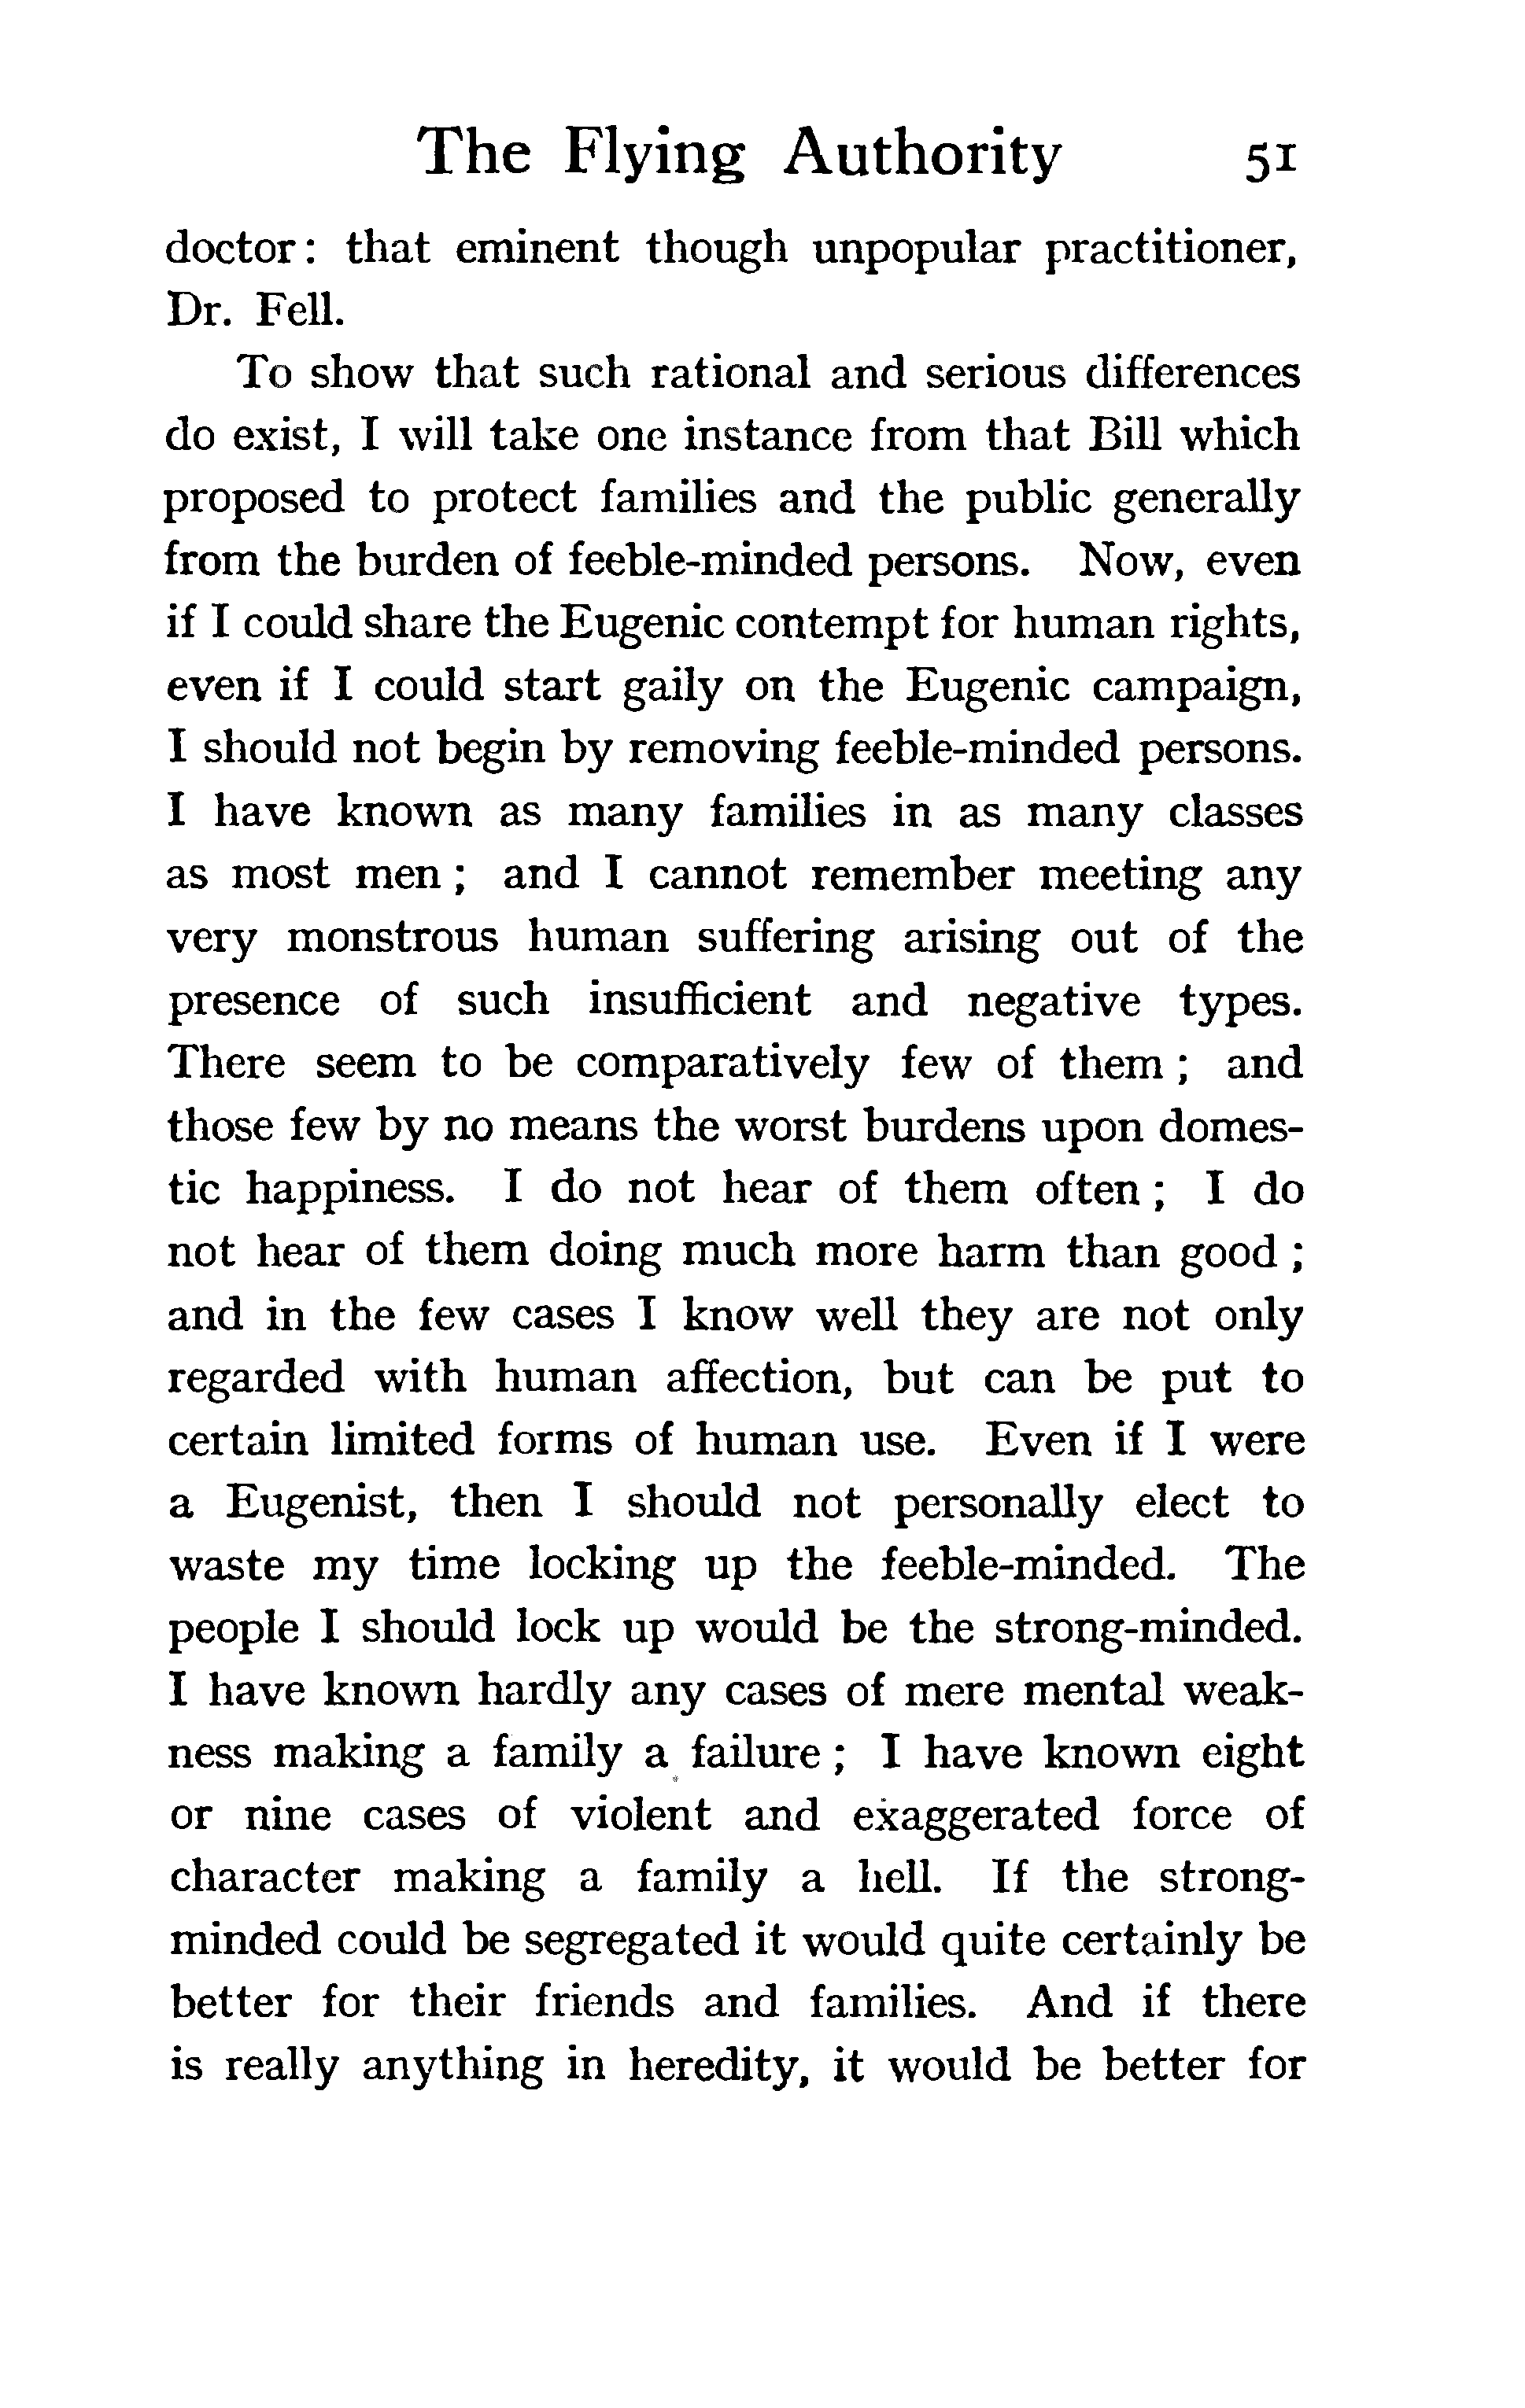 The Flying Authority 51
doctor: that eminent though unpopular practitioner,
Dr. Fell.
To show that such rational and serious differences
do exist, I will take one instance from that Bill which
proposed to protect families and the public generally
from the burden of feeble-minded persons. Now, even
if I could share the Eugenic contempt for human rights,
even if I could start gaily on the Eugenic campaign,
I should not begin by removing feeble-minded persons.
I have known as many families in as many classes
as most men ; and I cannot remember meeting any
very monstrous human suffering arising out of the
presence of such insufficient and negative types.
There seem to be comparatively few of them ; and
those few by no means the worst burdens upon domes-
tic happiness. I do not hear of them often ; I do
not hear of them doing much more harm than good ;
and in the few cases I know well they are not only
regarded with human affection, but can be put to
certain limited forms of human use. Even if I were
a Eugenist, then I should not personally elect to
waste my time locking up the feeble-minded. The
people I should lock up would be the strong-minded.
I have known hardly any cases of mere mental weak-
ness making a family a failure ; I have known eight
or nine cases of violent and exaggerated force of
character making a family a hell. If the strong-
minded could be segregated it would quite certainly be
better for their friends and families. And if there
is really anything in heredity, it would be better for